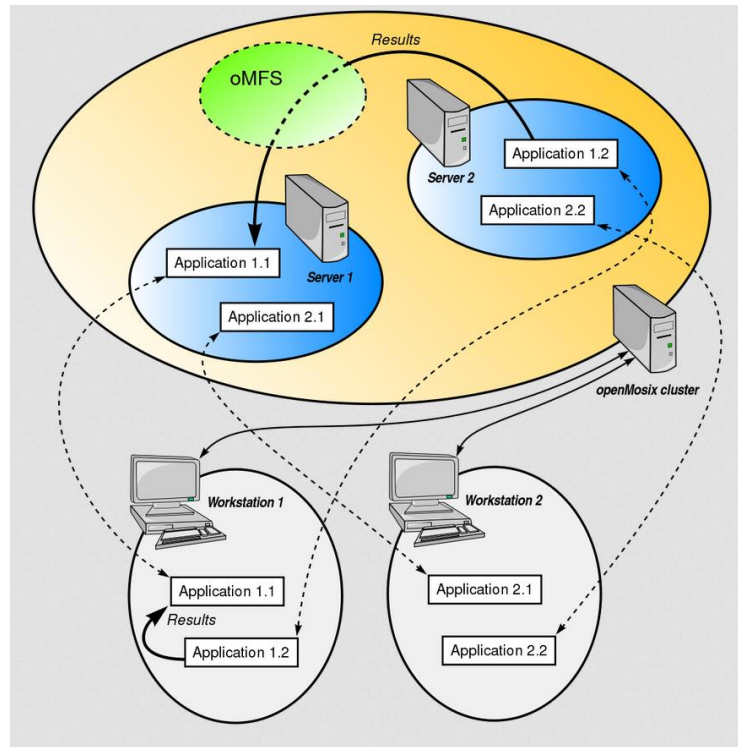 Results
oMFS
Application 1.2
Server 2
Application 2.2
Application 1.1
Server 1
Application 2.1
openMosix cluster
Workstation 1
Workstation 2
Application 1.1
Application 2.1
Results
Application 1.2
Application 2.2